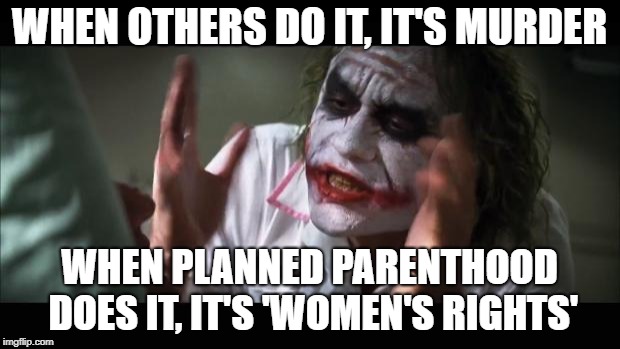 WHEN OTHERS DO IT, IT'S MURDER
WHEN PLANNED PARENTHOOD
DOES IT, IT'S 'WOMEN'S RIGHTS'
imgflip.com